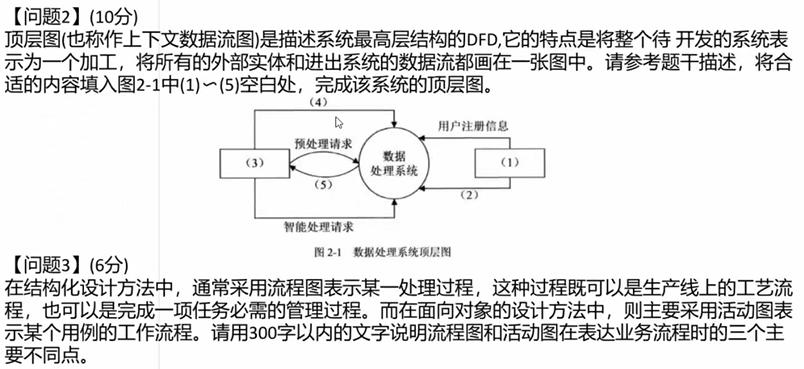 【问题2】(10分)
顶层图(也称作上下文数据流图)是描述系统最高层结构的DFD,它的特点是将整个待 开发的系统表
示为一个加工，将所有的外部实体和进出系统的数据流都画在一张图中。请参考题干描述，将合
适的内容填入图2-1中(1)～(5)空白处，完成该系统的顶层图。
（4）
用户注册信息
预处理请求
（3）
数据
处理系统
（1）
（5）
（2）
智能处理请求
图 2-1 数据处理系统顶层图
【问题3】(6分)
在结构化设计方法中，通常采用流程图表示某一处理过程，这种过程既可以是生产线上的工艺流
程，也可以是完成一项任务必需的管理过程。而在面向对象的设计方法中，则主要采用活动图表
示某个用例的工作流程。请用300字以内的文字说明流程图和活动图在表达业务流程时的三个主
要不同点。